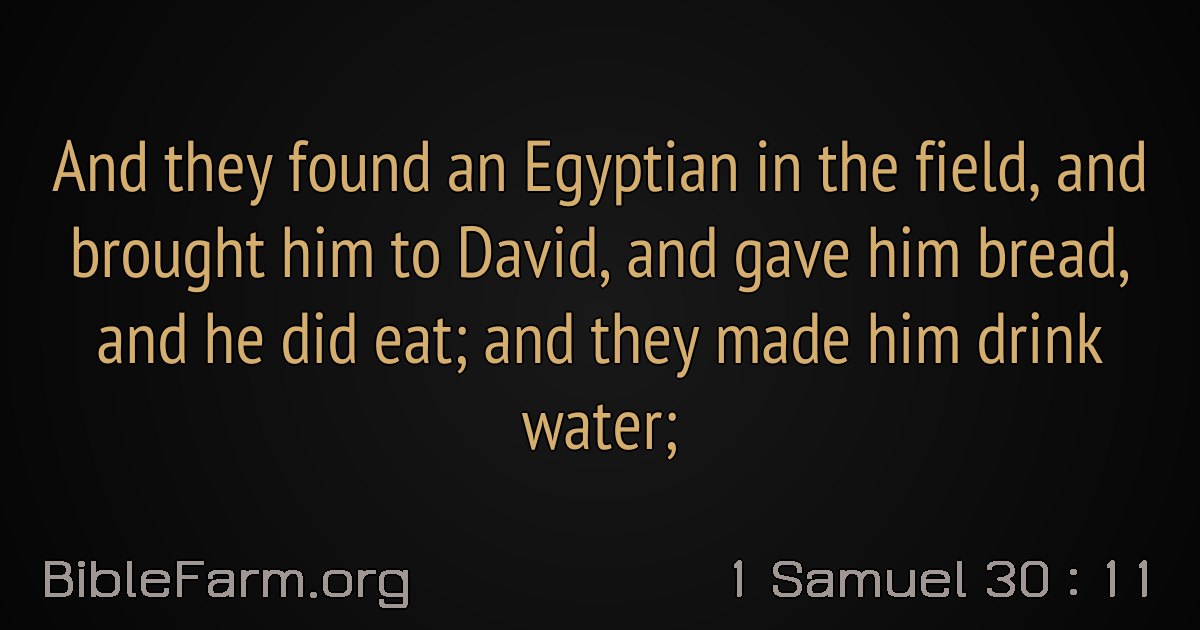 And they found an Egyptian in the field, and
brought him to David, and gave him bread,
and he did eat; and they made him drink
water;
BibleFarm.org
1 Samuel 30 : 11